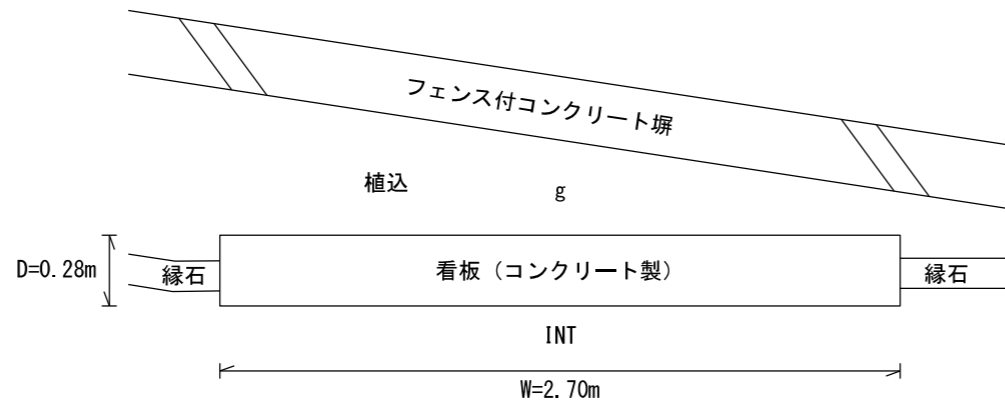 フェンス付コンクリート塀
植込
g
D=0.28m
縁石
看板（コンクリート製）
縁石
INT
W=2.70m